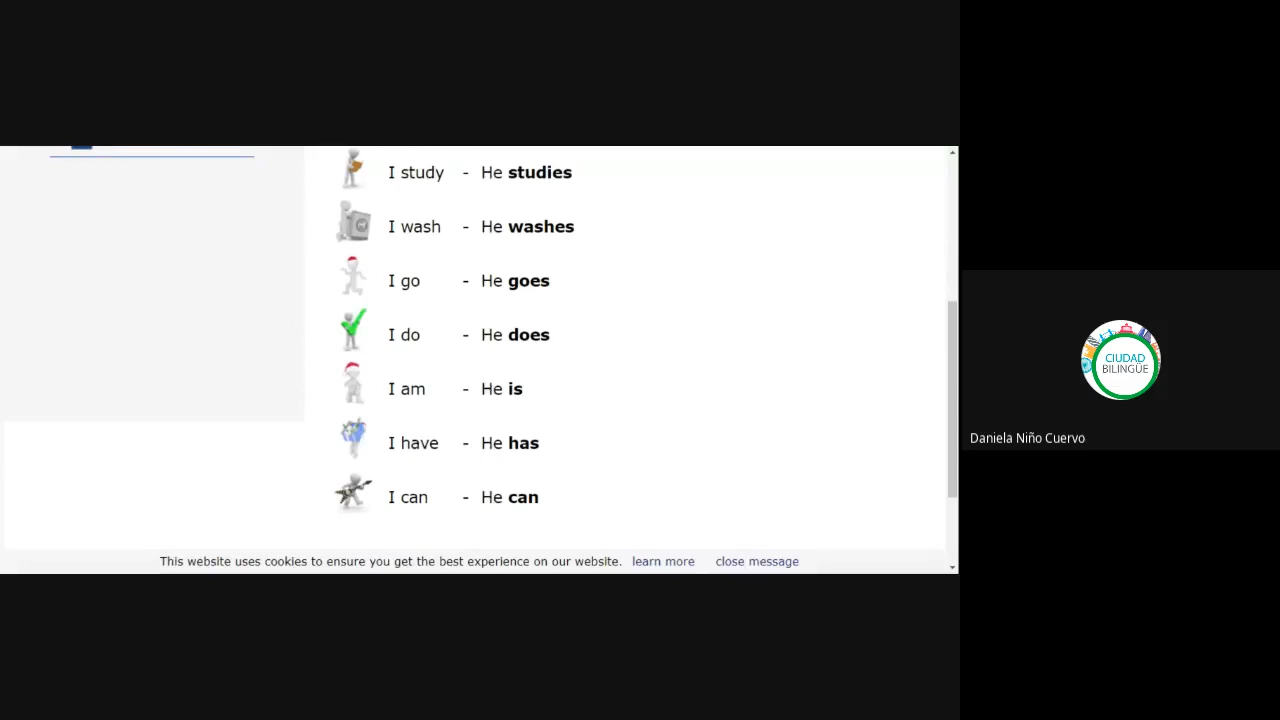 I study - He studies
I wash - He washes
I go - He goes
I do - He does
I am - He is
I have - He has
I can - He can
This website uses cookies to ensure you get the best experience on our website. learn more close message
CIUDAD
BILINGÜE
Daniela Niño Cuervo